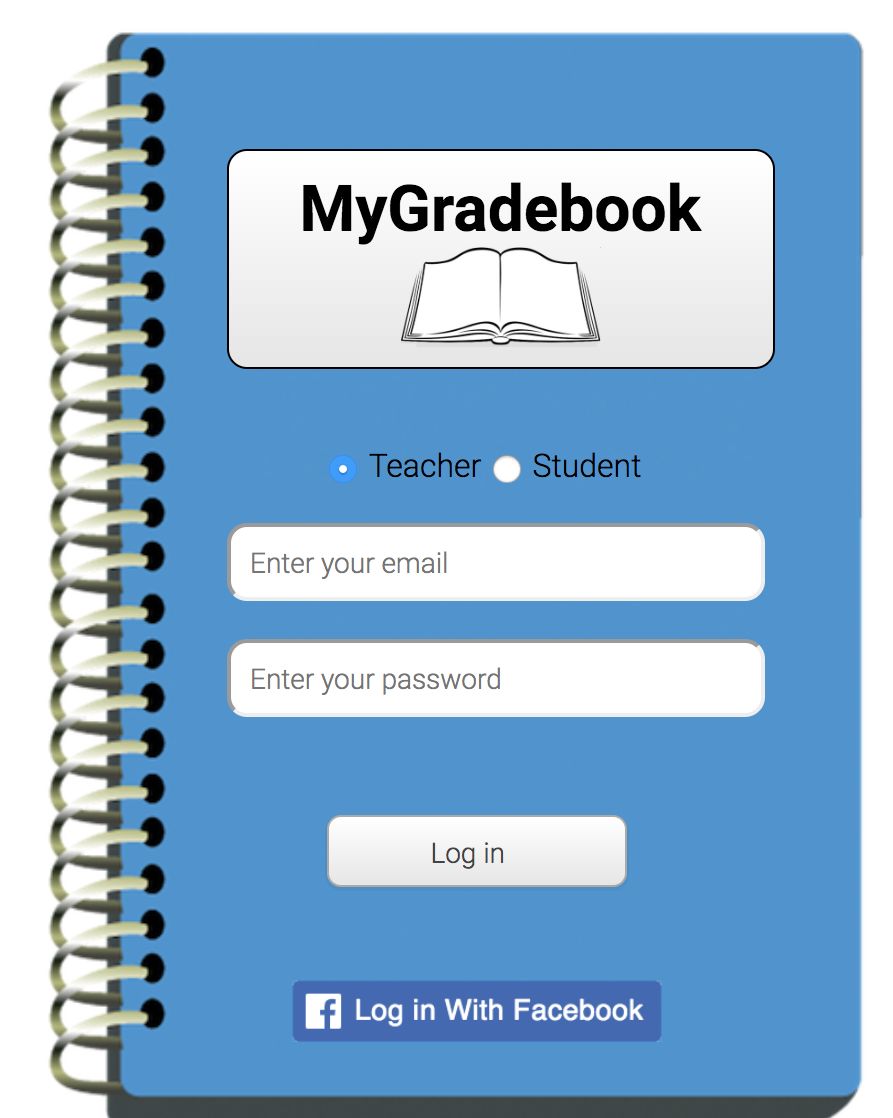 MyGradebook
Teacher Student
Enter your email
Enter your password
Log in
Log in With Facebook